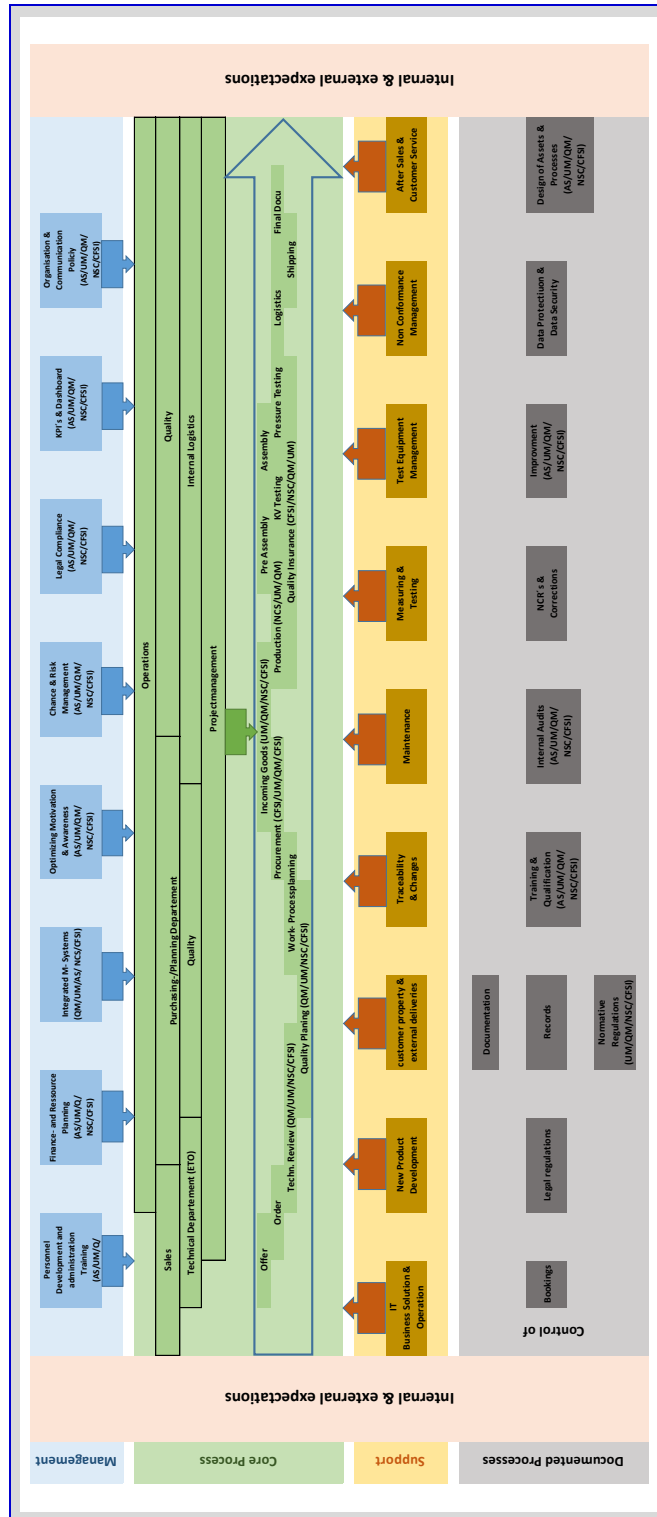 Management
Personnel
Development and
administration
Training
(AS/UM/Q/
Finance- and Ressource
Planning
(AS/UM/Q/
NSC/CFSI)
Integrated M- Systems
(QM/UM/AS/ NCS/CFSI)
Optimizing Motivation
& Awareness
(AS/UM/QM/
NSC/CFSI)
Chance & Risk
Management
(AS/UM/QM/
NSC/CFSI)
Legal Compliance
(AS/UM/QM/
NSC/CFSI)
KPI´s & Dashboard
(AS/UM/QM/
NSC/CFSI)
Organisation &
Communication
Policiy
(AS/UM/QM/
NSC/CFSI)
Internal & external expectations
Internal & external expectations
Core Process
Operations
Sales
Purchasing-/Planning Departement
Quality
Technical Departement (ETO)
Quality
Internal Logistics
Projectmanagement
Offer
Order
Techn. Review (QM/UM/NSC/CFSI)
Quality Planing (QM/UM/NSC/CFSI)
Work- Processplanning
Procurement (CFSI/UM/QM/CFSI)
Incoming Goods (UM/QM/NSC/CFSI)
Production (NCS/UM/QM)
Pre Assembly
Assembly
KV Testing
Pressure Testing
Quality Insurance (CFSI/NSC/QM/UM)
Logistics
Shipping
Final Docu
Support
IT
Business Solution &
Operation
New Product
Development
customer property &
external deliveries
Traceability
& Changes
Maintenance
Measuring &
Testing
Test Equipment
Management
Non Conformance
Management
After Sales &
Customer Service
Documented Processes
Control of
Bookings
Legal regulations
Documentation
Records
Normative
Regulations
(UM/QM/NSC/CFSI)
Training &
Qualification
(AS/UM/QM/
NSC/CFSI)
Internal Audits
(AS/UM/QM/
NSC/CFSI)
NCR´s &
Corrections
Improvment
(AS/UM/QM/
NSC/CFSI)
Data Protectiuon &
Data Security
Design of Assets &
Processes
(AS/UM/QM/
NSC/CFSI)